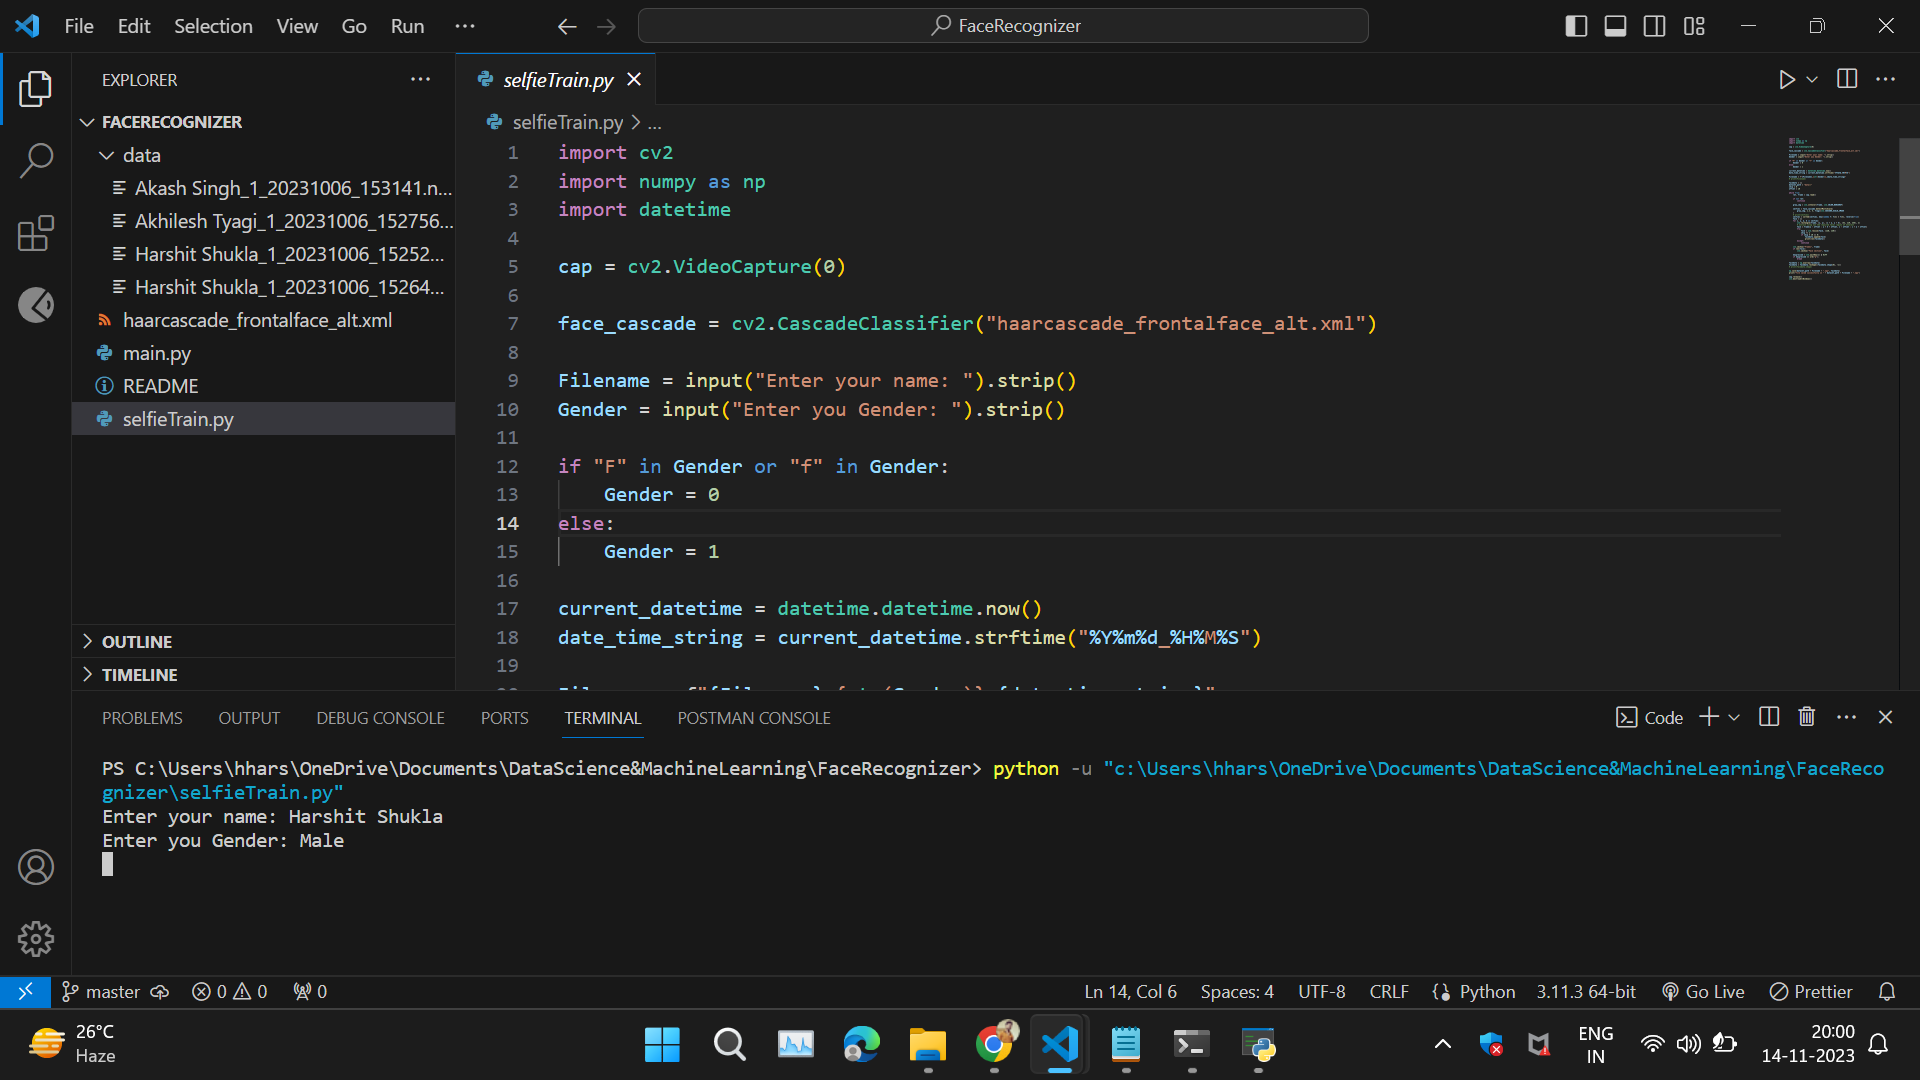 File Edit Selection View Go Run ···
FaceRecognizer
EXPLORER
FACERECOGNIZER
data
Akash Singh_1_20231006_153141.n...
Akhilesh Tyagi_1_20231006_152756...
Harshit Shukla_1_20231006_15252...
Harshit Shukla_1_20231006_15264...
haarcascade_frontalface_alt.xml
main.py
README
selfieTrain.py
OUTLINE
TIMELINE
selfieTrain.py
selfieTrain.py > ...
1 import cv2
2 import numpy as np
3 import datetime
4
5 cap = cv2.VideoCapture(0)
6
7 face_cascade = cv2.CascadeClassifier("haarcascade_frontalface_alt.xml")
8
9 Filename = input("Enter your name: ").strip()
10 Gender = input("Enter you Gender: ").strip()
11
12 if "F" in Gender or "f" in Gender:
13     Gender = 0
14 else:
15     Gender = 1
16
17 current_datetime = datetime.datetime.now()
18 date_time_string = current_datetime.strftime("%Y%m%d_%H%M%S")
19
PROBLEMS OUTPUT DEBUG CONSOLE PORTS TERMINAL POSTMAN CONSOLE
Code
PS C:\Users\hhars\OneDrive\Documents\DataScience&MachineLearning\FaceRecognizer> python -u "c:\Users\hhars\OneDrive\Documents\DataScience&MachineLearning\FaceReco
gnizer\selfieTrain.py"
Enter your name: Harshit Shukla
Enter you Gender: Male
master 0 0 0
Ln 14, Col 6 Spaces: 4 UTF-8 CRLF Python 3.11.3 64-bit Go Live Prettier
26°C
Haze
ENG
IN
20:00
14-11-2023